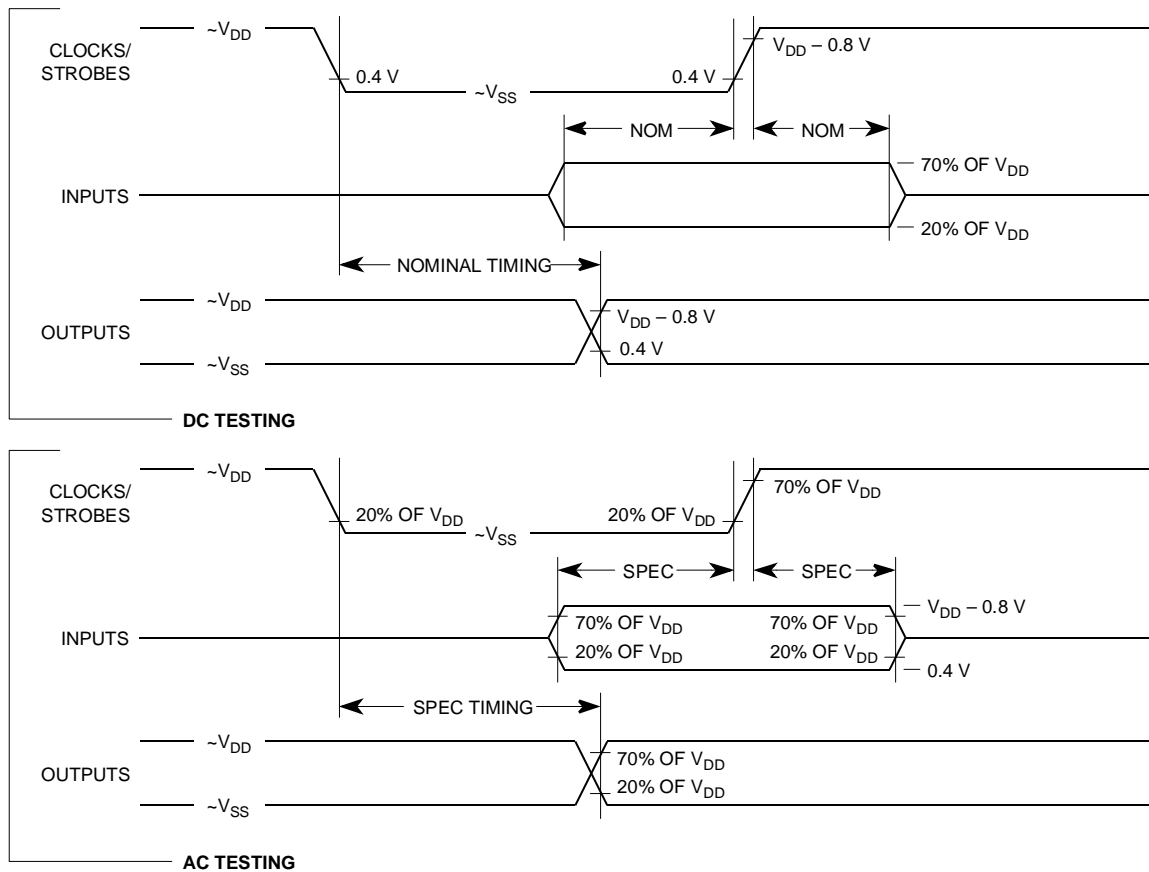 ~VDD
CLOCKS/
STROBES
0.4 V
~VSS
0.4 V
VDD – 0.8 V
NOM
NOM
70% OF VDD
INPUTS
20% OF VDD
NOMINAL TIMING
~VDD
OUTPUTS
VDD – 0.8 V
0.4 V
~VSS
DC TESTING
~VDD
CLOCKS/
STROBES
20% OF VDD
~VSS
20% OF VDD
70% OF VDD
SPEC
SPEC
VDD – 0.8 V
INPUTS
70% OF VDD
70% OF VDD
20% OF VDD
20% OF VDD
0.4 V
SPEC TIMING
~VDD
OUTPUTS
70% OF VDD
20% OF VDD
~VSS
AC TESTING